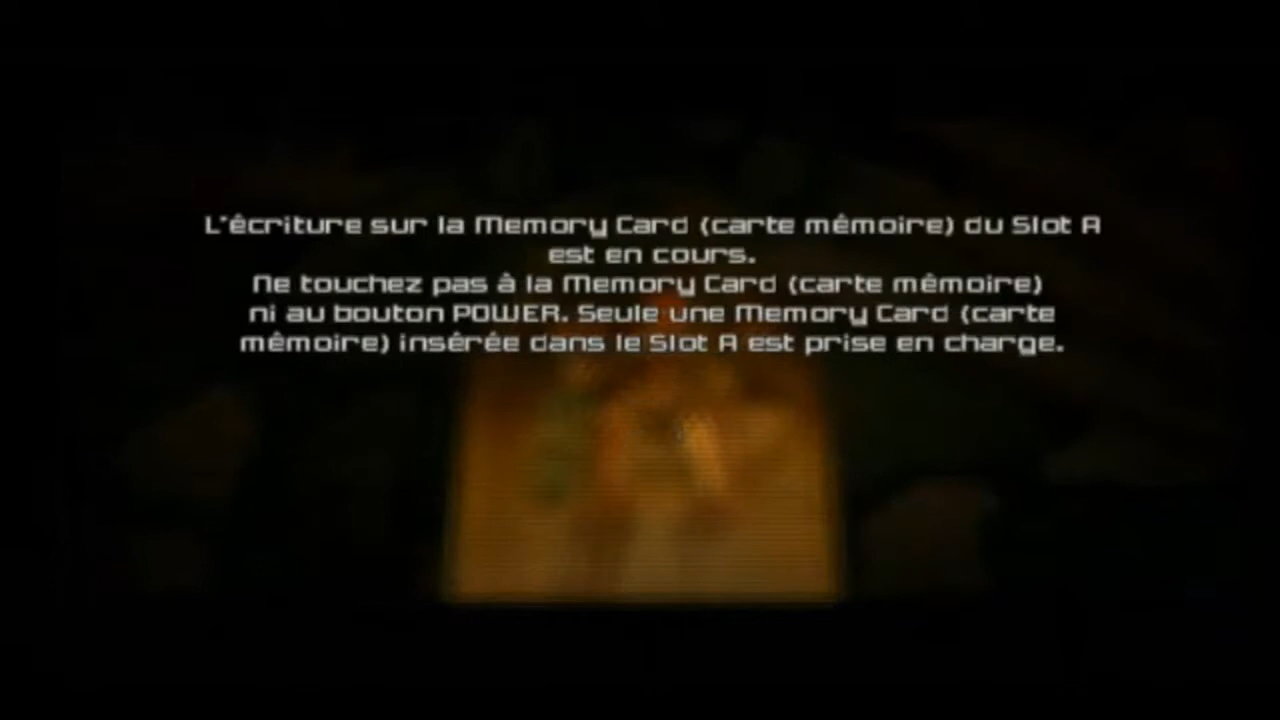 L'écriture sur la Memory Card (carte mémoire) du Slot A
est en cours.
Ne touchez pas à la Memory Card (carte mémoire)
ni au bouton POWER. Seule une Memory Card (carte
mémoire) insérée dans le Slot A est prise en charge.